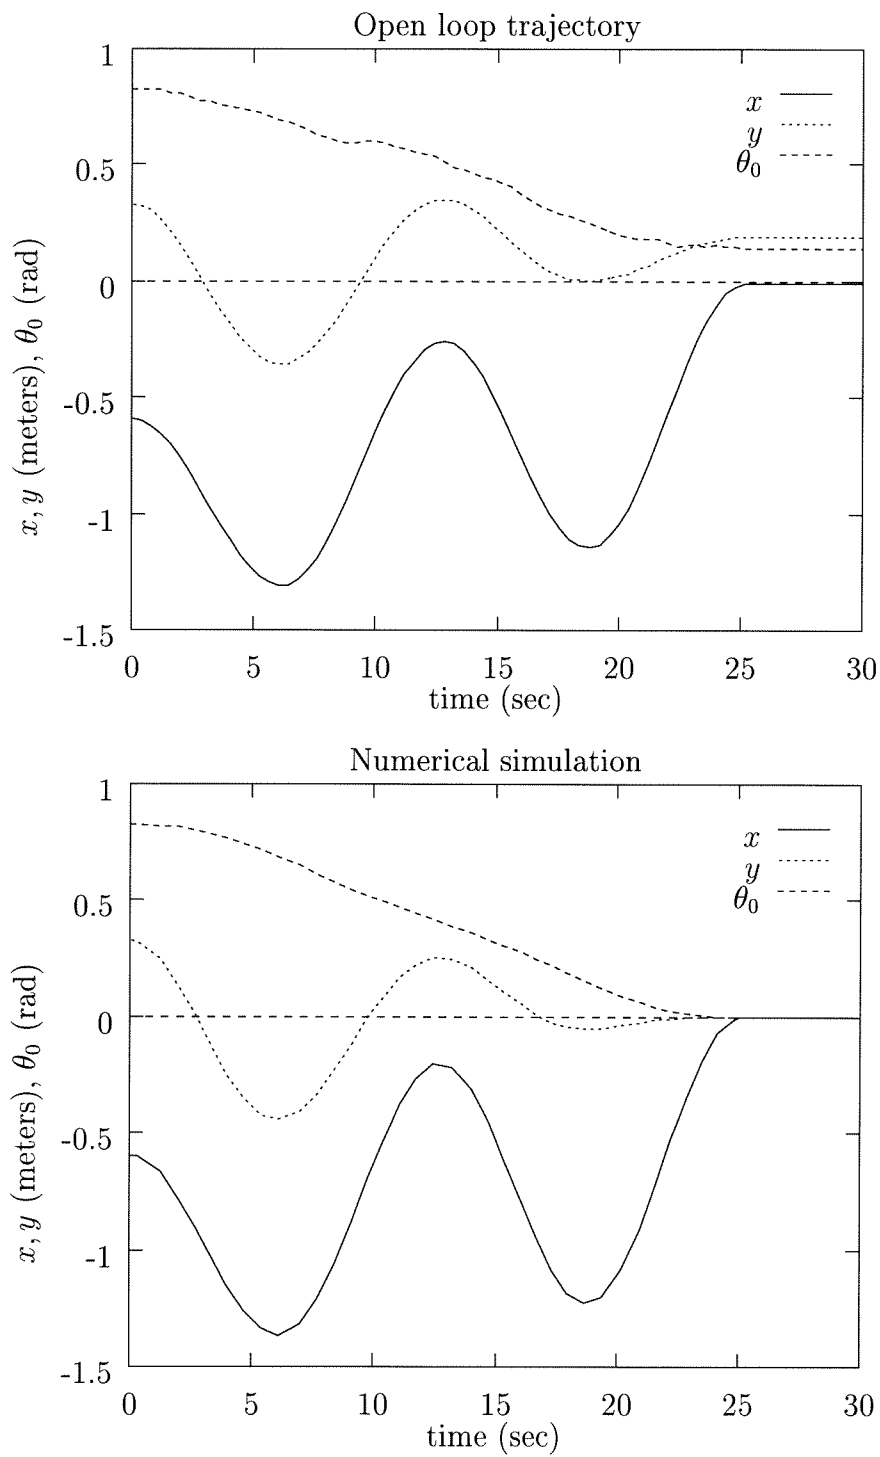 Open loop trajectory
1
0.5
0
-0.5
-1
-1.5
x, y (meters), θ₀ (rad)
x
y
θ₀
0 5 10 15 20 25 30
time (sec)
Numerical simulation
1
0.5
0
-0.5
-1
-1.5
x, y (meters), θ₀ (rad)
x
y
θ₀
0 5 10 15 20 25 30
time (sec)